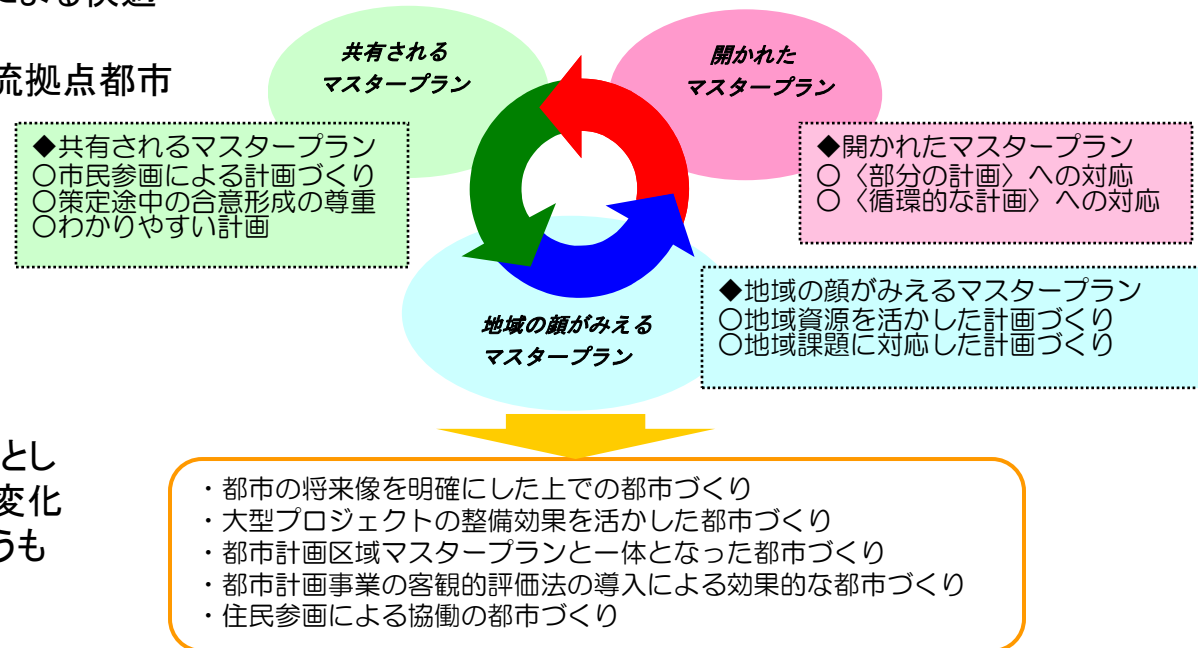 による快適
流拠点都市
共有される
マスタープラン
開かれた
マスタープラン
◆共有されるマスタープラン
○市民参画による計画づくり
○策定途中の合意形成の尊重
○わかりやすい計画
◆開かれたマスタープラン
○〈部分の計画〉への対応
○〈循環的な計画〉への対応
地域の顔がみえる
マスタープラン
◆地域の顔がみえるマスタープラン
○地域資源を活かした計画づくり
○地域課題に対応した計画づくり
とし
変化
うも
・都市の将来像を明確にした上での都市づくり
・大型プロジェクトの整備効果を活かした都市づくり
・都市計画区域マスタープランと一体となった都市づくり
・都市計画事業の客観的評価法の導入による効果的な都市づくり
・住民参画による協働の都市づくり